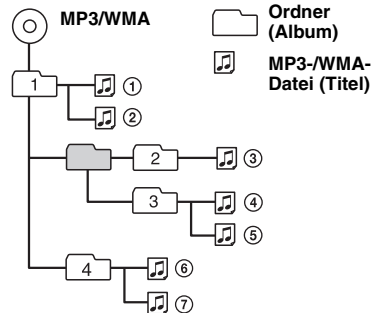 MP3/WMA
Ordner
(Album)
MP3-/WMA-
Datei (Titel)
1
①
②
2
③
3
④
⑤
4
⑥
⑦